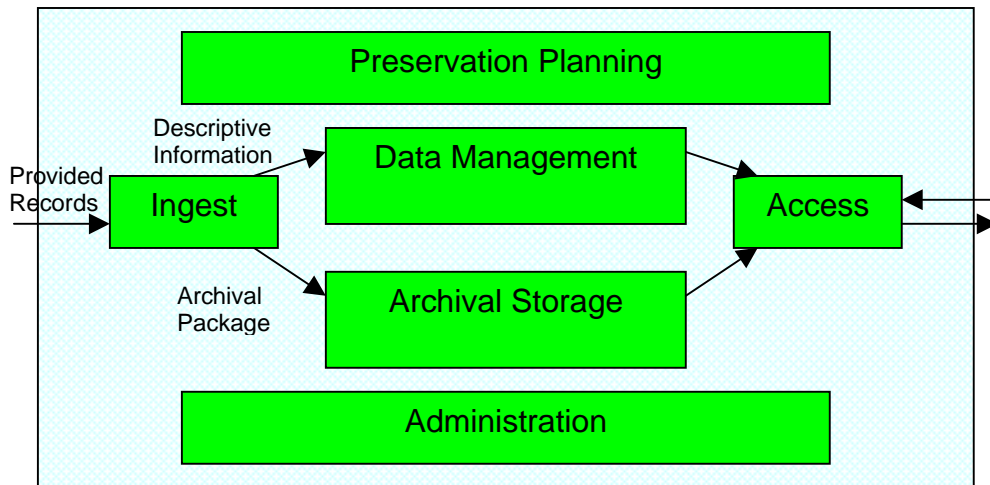 Preservation Planning
Descriptive
Information
Data Management
Provided
Records
Ingest
Access
Archival
Package
Archival Storage
Administration